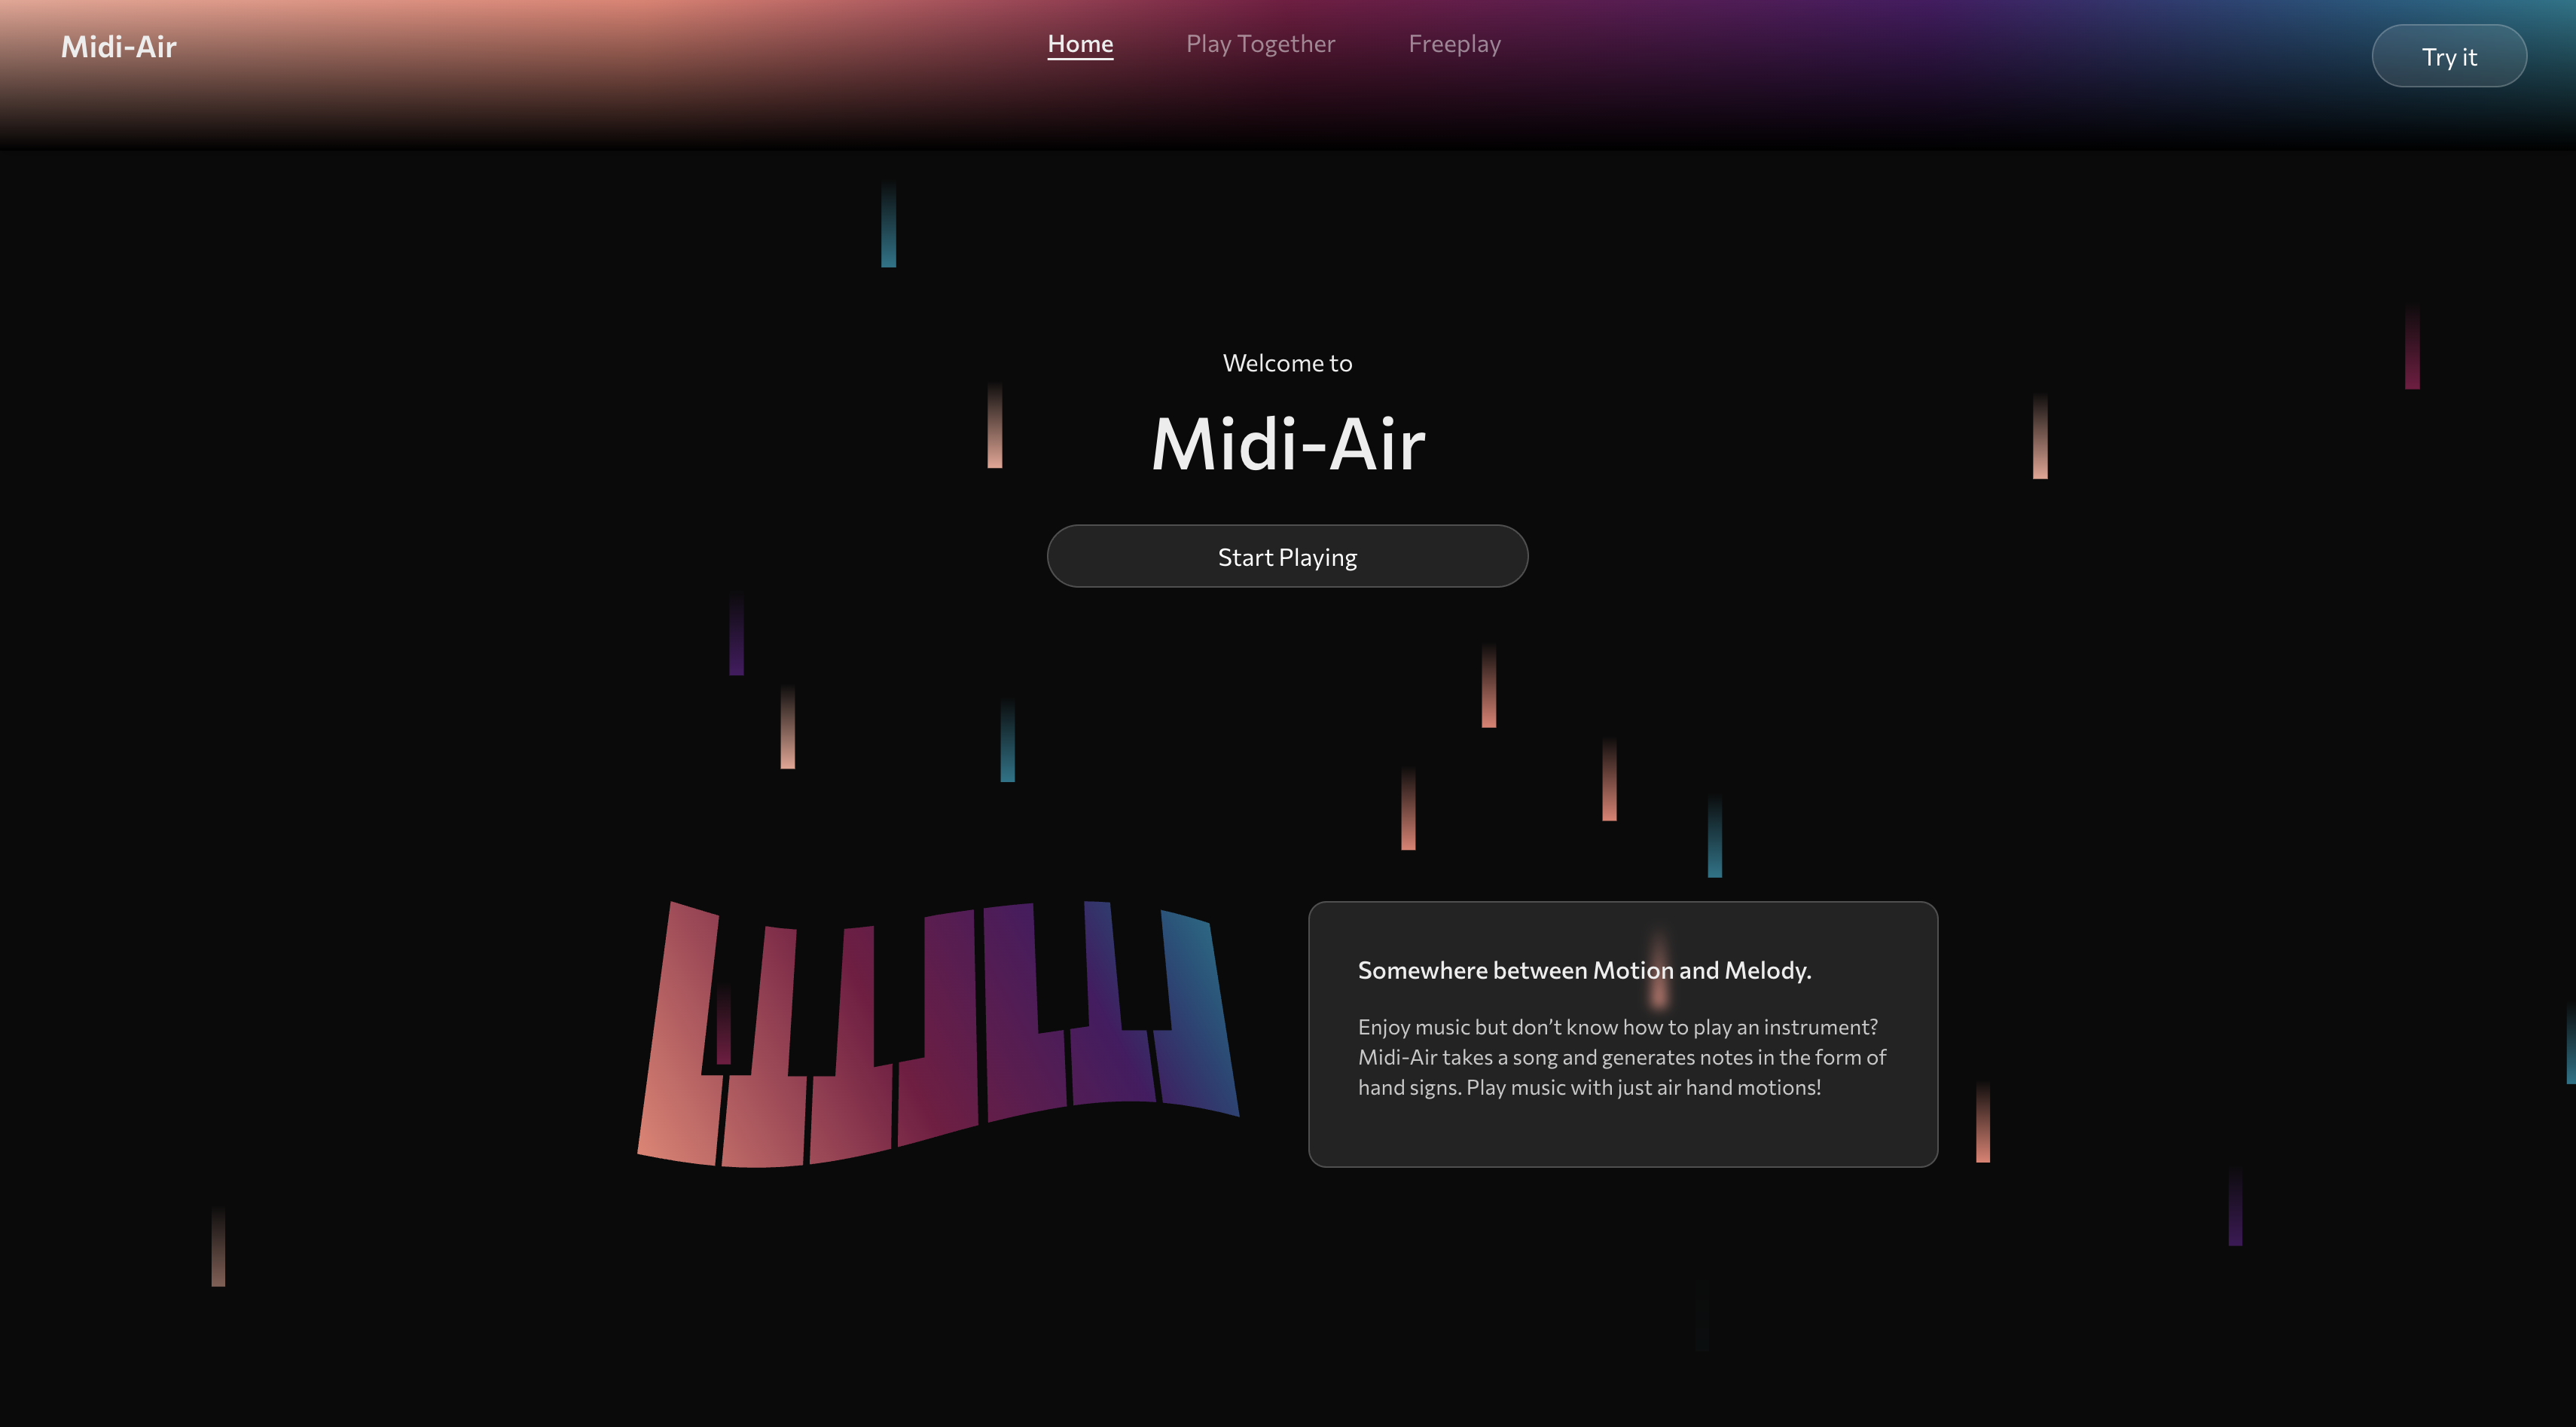 Midi-Air
Home
Play Together
Freeplay
Try it
Welcome to
Midi-Air
Start Playing
Somewhere between Motion and Melody.
Enjoy music but don’t know how to play an instrument?
Midi-Air takes a song and generates notes in the form of
hand signs. Play music with just air hand motions!